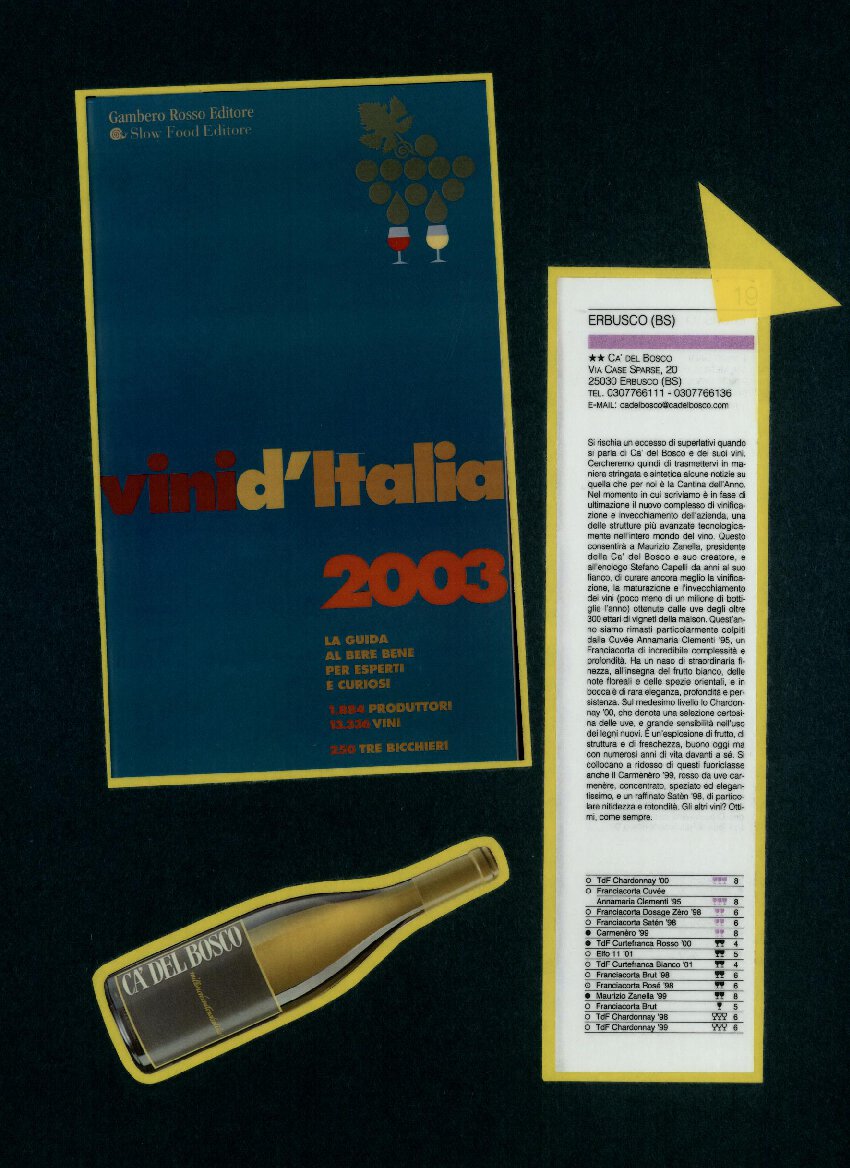 Gambero Rosso Editore
Slow Food Editore
vini d'Italia
2003
LA GUIDA
AL BERE BENE
PER ESPERTI
E CURIOSI
1.884 PRODUTTORI
13.336 VINI
250 TRE BICCHIERI
19
ERBUSCO (BS)
★★ CA' DEL BOSCO
VIA CASE SPARSE, 20
25030 ERBUSCO (BS)
TEL. 0307766111 - 0307766136
E-MAIL: cadelbosco@cadelbosco.com
Si rischia un eccesso di superlativi quando
si parla di Ca' del Bosco e dei suoi vini.
Cercheremo quindi di trasmettervi in ma-
niera stringata e sintetica alcune notizie su
quella che per noi è la Cantina dell'Anno.
Nel momento in cui scriviamo è in fase di
ultimazione il nuovo complesso di vinifica-
zione e invecchiamento dell'azienda, una
delle strutture più avanzate tecnologica-
mente nell'intero mondo del vino. Questo
consentirà a Maurizio Zanella, presidente
della Ca' del Bosco e suo creatore, e
all'enologo Stefano Capelli da anni al suo
fianco, di curare ancora meglio la vinifica-
zione, la maturazione e l'invecchiamento
dei vini (poco meno di un milione di botti-
glie l'anno) ottenute dalle uve degli oltre
300 ettari di vigneti della maison. Quest'an-
no siamo rimasti particolarmente colpiti
dalla Cuvée Annamaria Clementi '95, un
Franciacorta di incredibile complessità e
profondità. Ha un naso di straordinaria fi-
nezza, all'insegna del frutto bianco, delle
note floreali e delle spezie orientali, e in
bocca è di rara eleganza, profondità e per-
sistenza. Sul medesimo livello lo Chardon-
nay '00, che denota una selezione certosi-
na delle uve, e grande sensibilità nell'uso
dei legni nuovi. È un'esplosione di frutto, di
struttura e di freschezza, buono oggi ma
con numerosi anni di vita davanti a sé. Si
collocano a ridosso di questi fuoriclasse
anche il Carmenèro '99, rosso da uve car-
menère, concentrato, speziato ed elegan-
tissimo, e un raffinato Satèn '98, di partico-
lare nitidezza e rotondità. Gli altri vini? Otti-
mi, come sempre.
○ TdF Chardonnay '00 8
○ Franciacorta Cuvée
Annamaria Clementi '95 8
○ Franciacorta Dosage Zéro '98 6
○ Franciacorta Satèn '98 6
● Carmenèro '99 8
● TdF Curtefranca Rosso '00 4
○ Elfo 11 '01 5
○ TdF Curtefranca Bianco '01 4
○ Franciacorta Brut '98 6
○ Franciacorta Rosé '98 6
● Maurizio Zanella '99 8
○ Franciacorta Brut 5
○ TdF Chardonnay '98 6
○ TdF Chardonnay '99 6
CA' DEL BOSCO